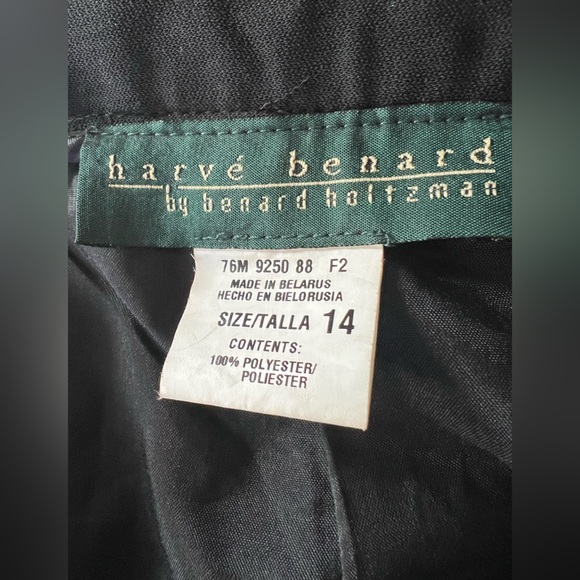 harvé benard
by benard holtzman
76M 9250 88 F2
MADE IN BELARUS
HECHO EN BIELORUSIA
SIZE/TALLA 14
CONTENTS:
100% POLYESTER/
POLIESTER